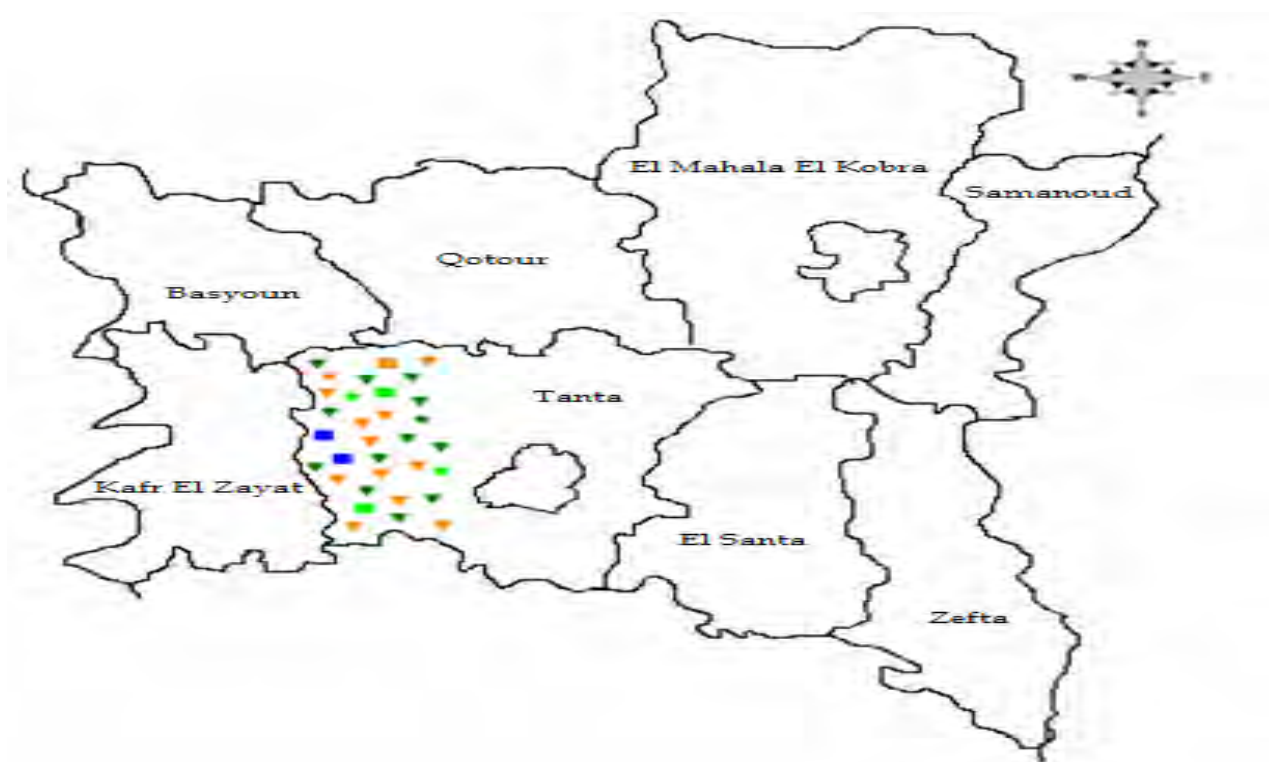 El Mahala El Kobra
Samanoud
Qotour
Basyoun
Tanta
Kafr El Zayat
El Santa
Zefta